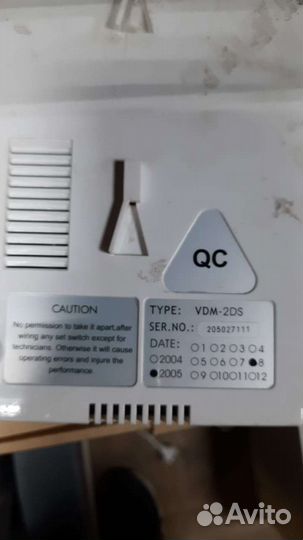 QC
CAUTION
No permission to take it apart,after
wiring any set switch except for
technicians. Otherwise it will cause
operating errors and injure the
performance.
TYPE: VDM-2DS
SER.NO.: 205027111
DATE: ○1 ○2 ○3 ○4
○2004 ○5 ○6 ○7 ●8
●2005 ○9 ○10○11○12
Avito